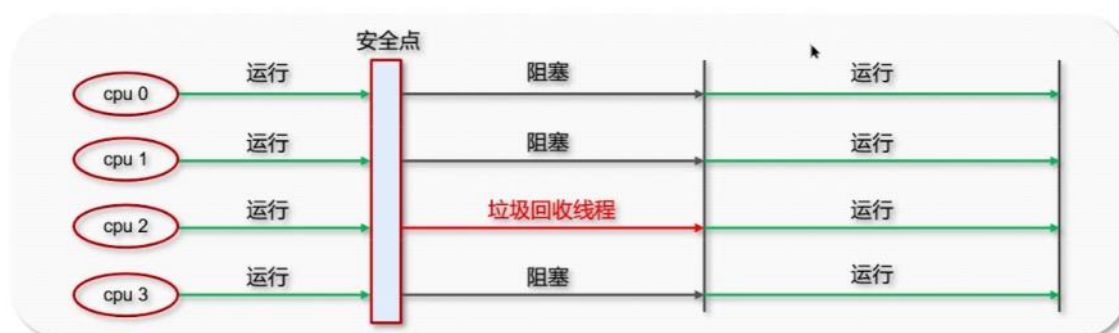 安全点
运行 阻塞 运行
cpu 0
运行 阻塞 运行
cpu 1
运行 垃圾回收线程 运行
cpu 2
运行 阻塞 运行
cpu 3